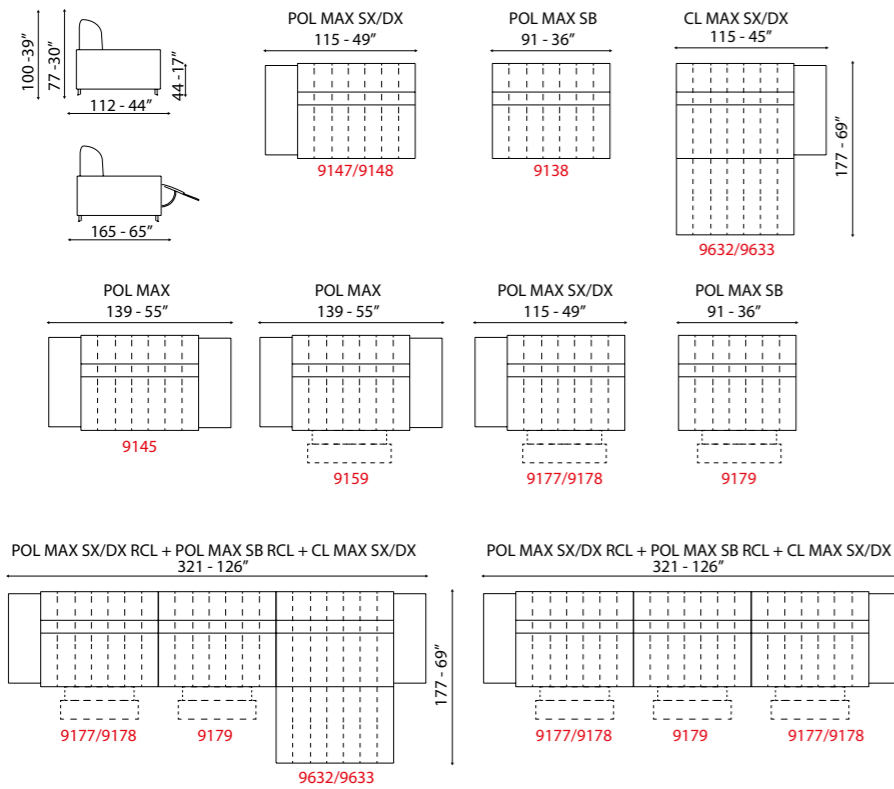 100 -39”
77 -30”
44 -17”
112 - 44”
165 - 65”
POL MAX SX/DX
115 - 49”
9147/9148
POL MAX SB
91 - 36”
9138
CL MAX SX/DX
115 - 45”
177 - 69”
9632/9633
POL MAX
139 - 55”
9145
POL MAX
139 - 55”
9159
POL MAX SX/DX
115 - 49”
9177/9178
POL MAX SB
91 - 36”
9179
POL MAX SX/DX RCL + POL MAX SB RCL + CL MAX SX/DX
321 - 126”
177 - 69”
9177/9178
9179
9632/9633
POL MAX SX/DX RCL + POL MAX SB RCL + CL MAX SX/DX
321 - 126”
9177/9178
9179
9177/9178